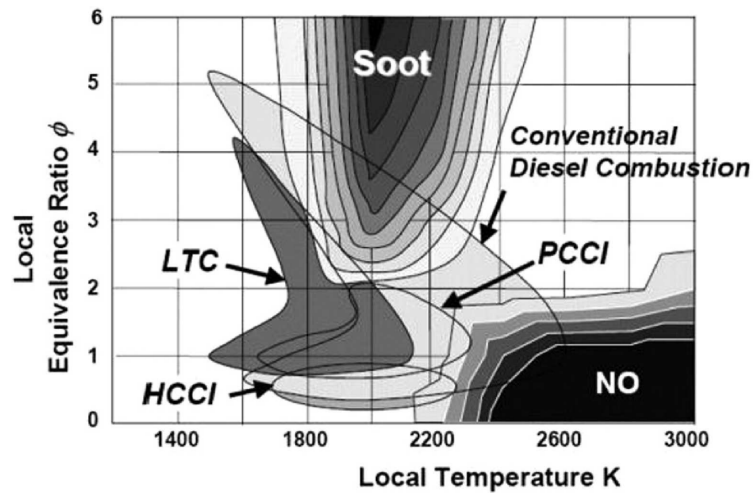 6
5
4
3
2
1
0
Local
Equivalence Ratio ϕ
Soot
Conventional
Diesel Combustion
LTC
PCCI
HCCI
NO
1400 1800 2200 2600 3000
Local Temperature K